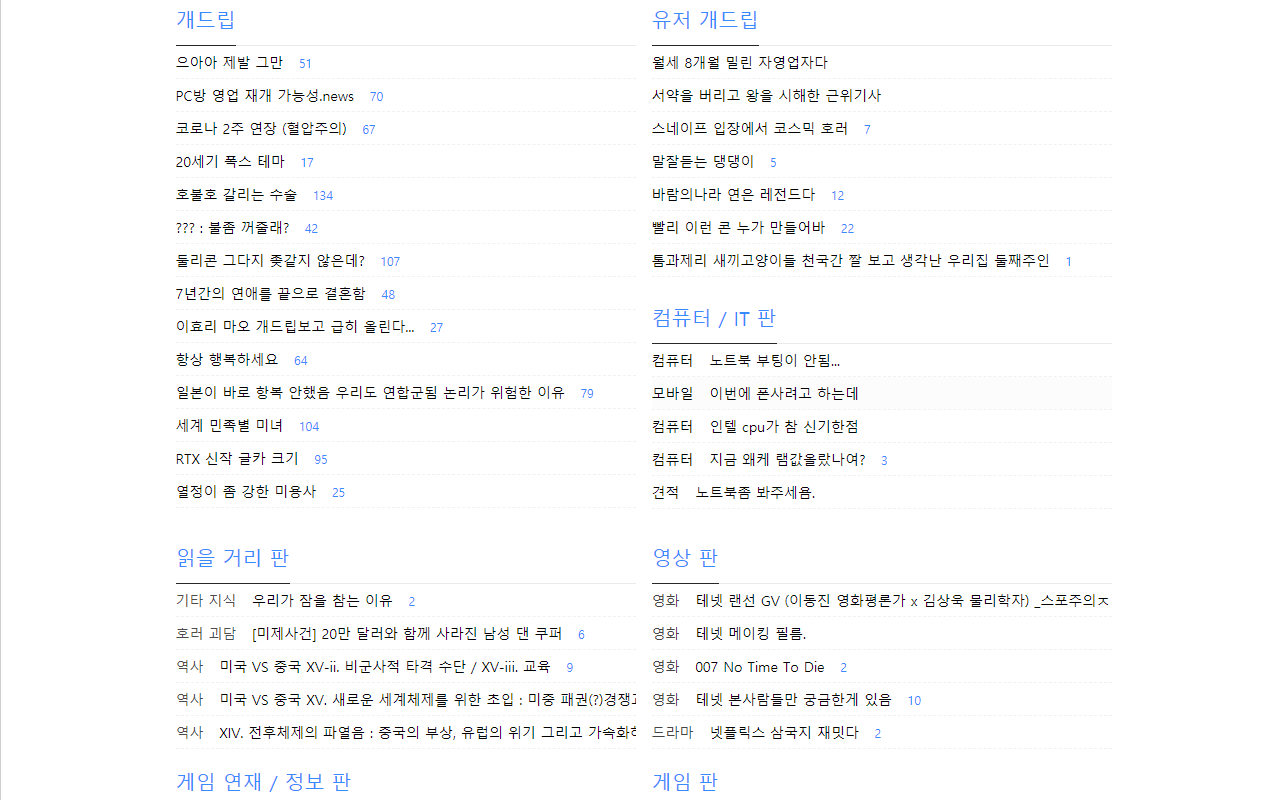 개드립
으아아 제발 그만 51
PC방 영업 재개 가능성.news 70
코로나 2주 연장 (혈압주의) 67
20세기 폭스 테마 17
호불호 갈리는 수술 134
??? : 불좀 꺼줄래? 42
둘리콘 그다지 좆같지 않은데? 107
7년간의 연애를 끝으로 결혼함 48
이효리 마오 개드립보고 급히 올린다... 27
항상 행복하세요 64
일본이 바로 항복 안했음 우리도 연합군됨 논리가 위험한 이유 79
세계 민족별 미녀 104
RTX 신작 글카 크기 95
열정이 좀 강한 미용사 25
유저 개드립
월세 8개월 밀린 자영업자다
서약을 버리고 왕을 시해한 근위기사
스네이프 입장에서 코스믹 호러 7
말잘듣는 댕댕이 5
바람의나라 연은 레전드다 12
빨리 이런 콘 누가 만들어바 22
톰과제리 새끼고양이들 천국간 짤 보고 생각난 우리집 둘째주인 1
컴퓨터 / IT 판
컴퓨터 노트북 부팅이 안됨...
모바일 이번에 폰사려고 하는데
컴퓨터 인텔 cpu가 참 신기한점
컴퓨터 지금 왜케 램값올랐나여? 3
견적 노트북좀 봐주세욤.
읽을 거리 판
기타 지식 우리가 잠을 참는 이유 2
호러 괴담 [미제사건] 20만 달러와 함께 사라진 남성 댄 쿠퍼 6
역사 미국 VS 중국 XV-ii. 비군사적 타격 수단 / XV-iii. 교육 9
역사 미국 VS 중국 XV. 새로운 세계체제를 위한 초입 : 미중 패권(?)경쟁고
역사 XIV. 전후체제의 파열음 : 중국의 부상, 유럽의 위기 그리고 가속화하
영상 판
영화 테넷 랜선 GV (이동진 영화평론가 x 김상욱 물리학자) _스포주의ㅈ
영화 테넷 메이킹 필름.
영화 007 No Time To Die 2
영화 테넷 본사람들만 궁금한게 있음 10
드라마 넷플릭스 삼국지 재밋다 2
게임 연재 / 정보 판
게임 판